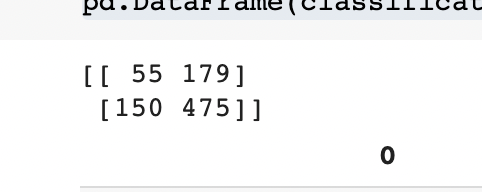 pd.DataFrame(classificat
[[ 55 179]
 [150 475]]
0